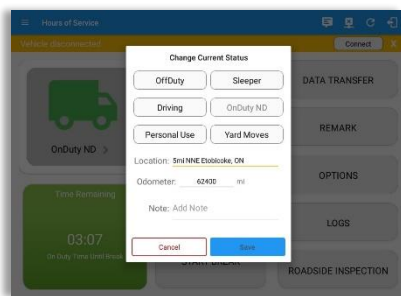 Hours of Service
Vehicle disconnected
Connect
X
Change Current Status
OffDuty
Sleeper
Driving
OnDuty ND
Personal Use
Yard Moves
Location: 5mi NNE Etobicoke, ON
Odometer: 62400 mi
Note: Add Note
Cancel
Save
OnDuty ND >
Time Remaining
03:07
On Duty Time Until Break
START BREAK
DATA TRANSFER
REMARK
OPTIONS
LOGS
ROADSIDE INSPECTION